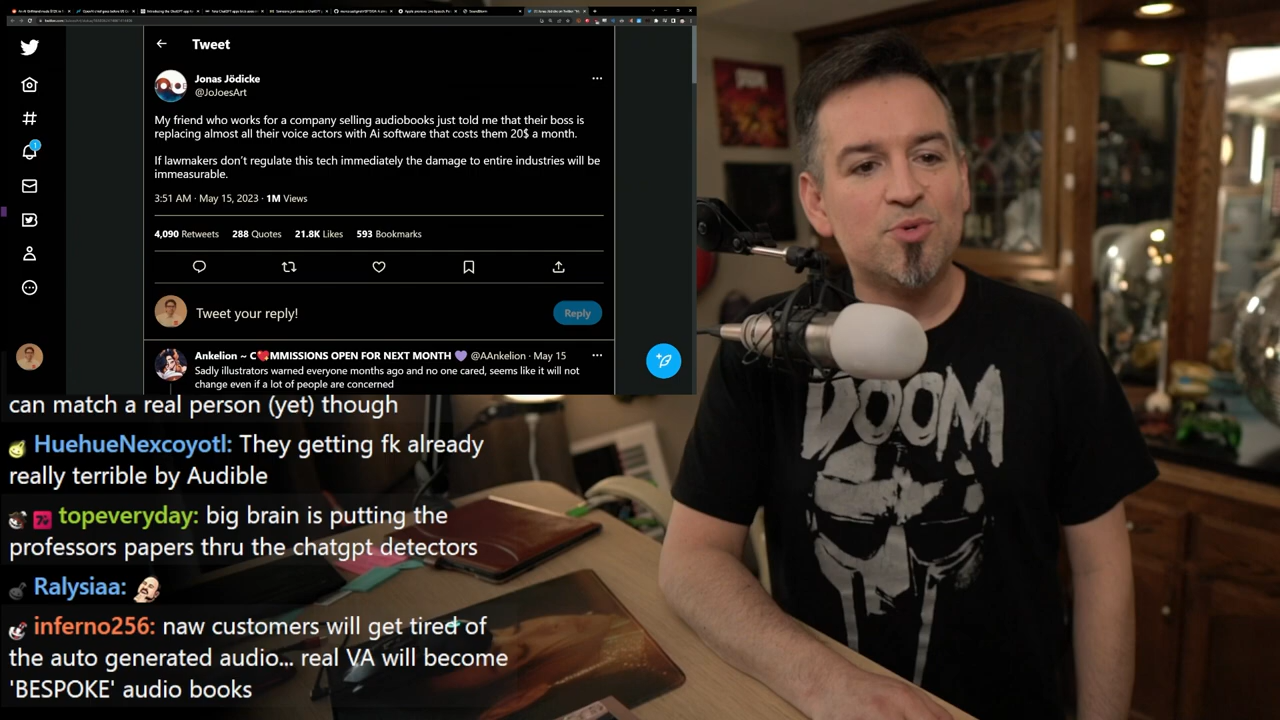 Tweet
Jonas Jödicke
@JoJoesArt
My friend who works for a company selling audiobooks just told me that their boss is
replacing almost all their voice actors with Ai software that costs them 20$ a month.
If lawmakers don't regulate this tech immediately the damage to entire industries will be
immeasurable.
3:51 AM · May 15, 2023 · 1M Views
4,090 Retweets 288 Quotes 21.8K Likes 593 Bookmarks
Tweet your reply!
Reply
Ankelion ~ C❤️MMISSIONS OPEN FOR NEXT MONTH 💜 @AAnkelion · May 15
Sadly illustrators warned everyone months ago and no one cared, seems like it will not
change even if a lot of people are concerned
can match a real person (yet) though
HuehueNexcoyotl: They getting fk already
really terrible by Audible
topeveryday: big brain is putting the
professors papers thru the chatgpt detectors
Ralysiaa:
inferno256: naw customers will get tired of
the auto generated audio... real VA will become
'BESPOKE' audio books
DOOM